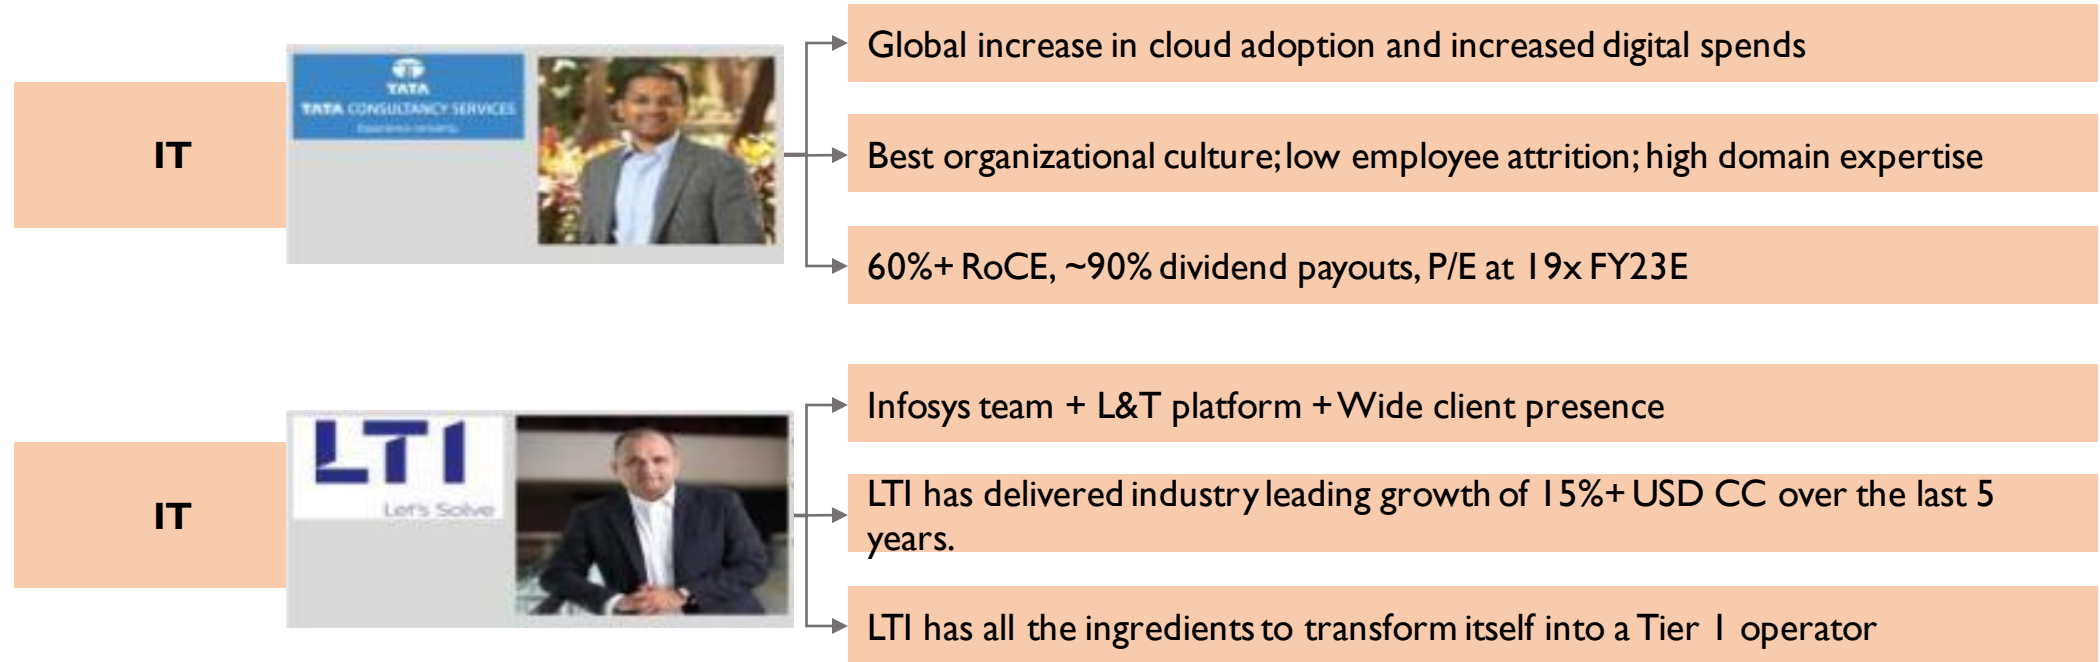 IT
TATA
TATA CONSULTANCY SERVICES
Experience certainty.
Global increase in cloud adoption and increased digital spends
Best organizational culture; low employee attrition; high domain expertise
60%+ RoCE, ~90% dividend payouts, P/E at 19x FY23E
IT
LTI
Let's Solve
Infosys team + L&T platform + Wide client presence
LTI has delivered industry leading growth of 15%+ USD CC over the last 5
years.
LTI has all the ingredients to transform itself into a Tier 1 operator